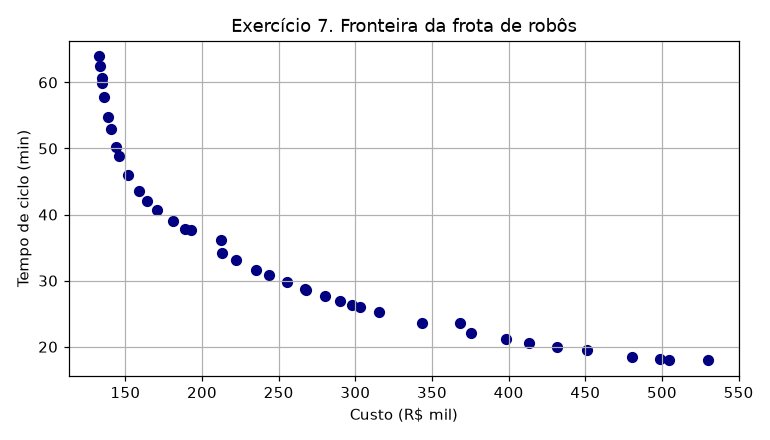 Exercício 7. Fronteira da frota de robôs
Tempo de ciclo (min)
60
50
40
30
20
150 200 250 300 350 400 450 500 550
Custo (R$ mil)